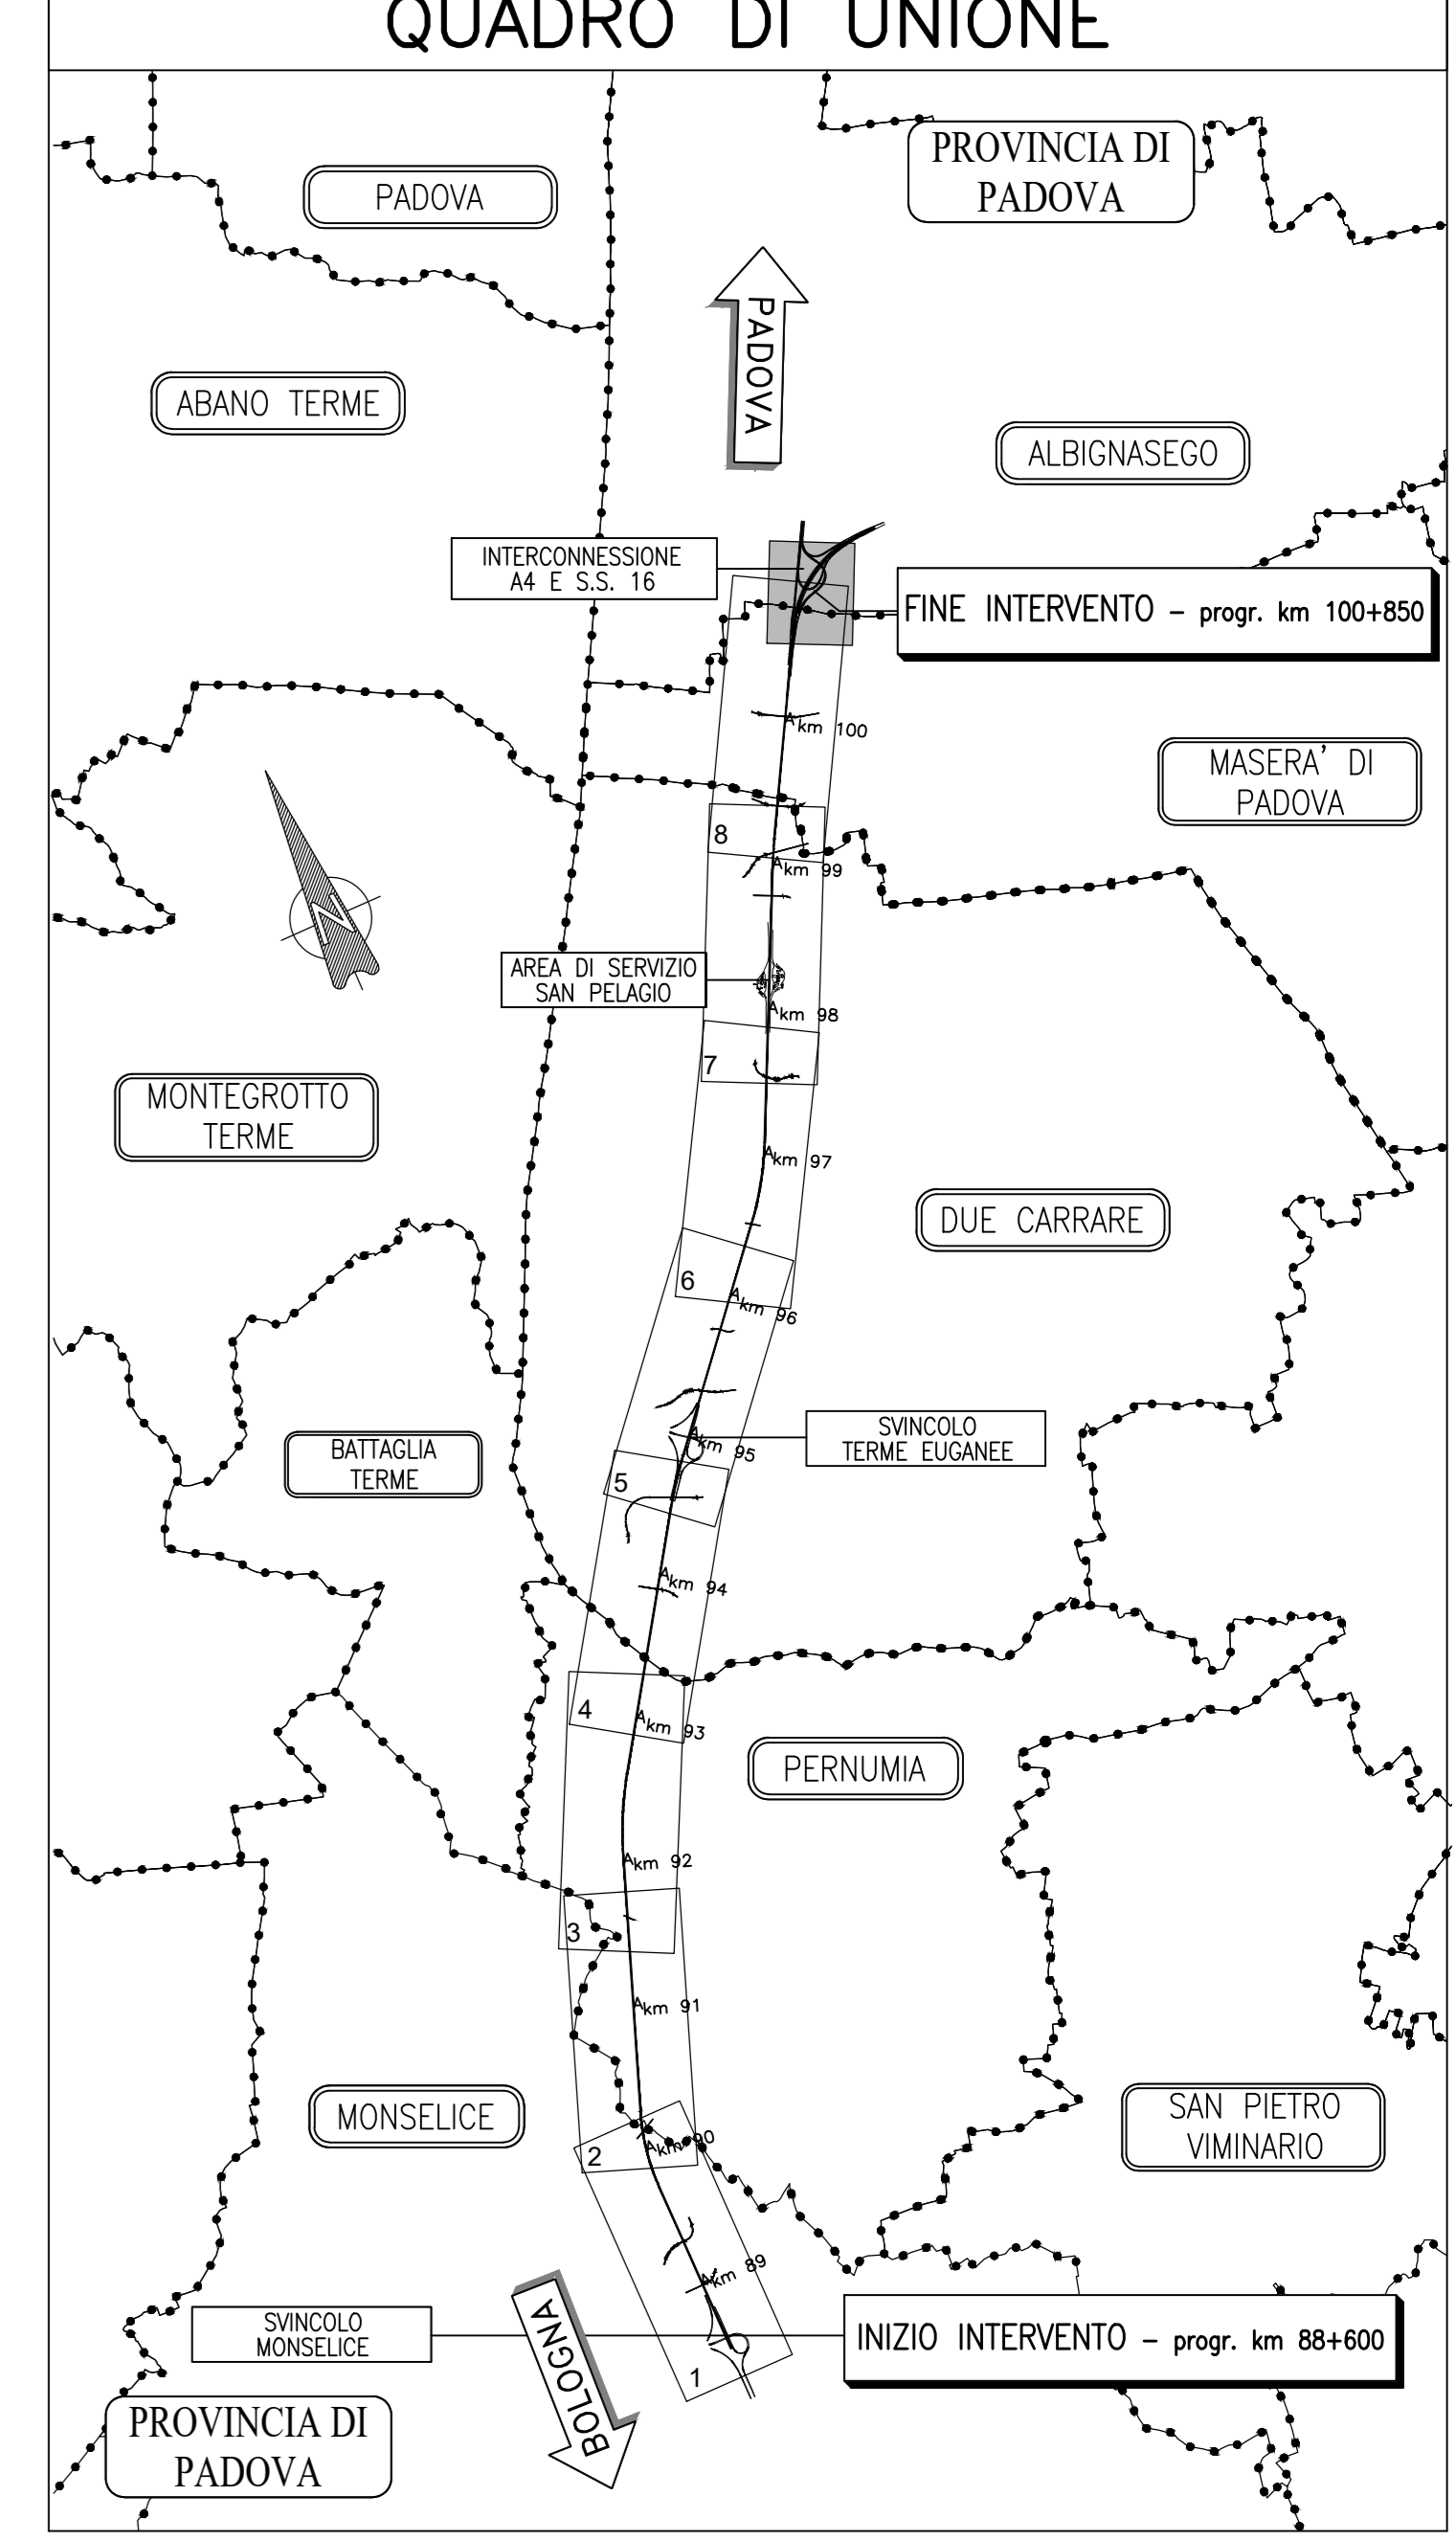 QUADRO DI UNIONE
PROVINCIA DI
PADOVA
PADOVA
PADOVA
ABANO TERME
ALBIGNASEGO
INTERCONNESSIONE
A4 E S.S. 16
FINE INTERVENTO – progr. km 100+850
km 100
MASERA' DI
PADOVA
8
km 99
N
AREA DI SERVIZIO
SAN PELAGIO
km 98
7
MONTEGROTTO
TERME
km 97
DUE CARRARE
6
km 96
SVINCOLO
TERME EUGANEE
BATTAGLIA
TERME
km 95
5
km 94
4
km 93
PERNUMIA
km 92
3
km 91
MONSELICE
SAN PIETRO
VIMINARIO
2
km 90
km 89
BOLOGNA
SVINCOLO
MONSELICE
INIZIO INTERVENTO – progr. km 88+600
1
PROVINCIA DI
PADOVA